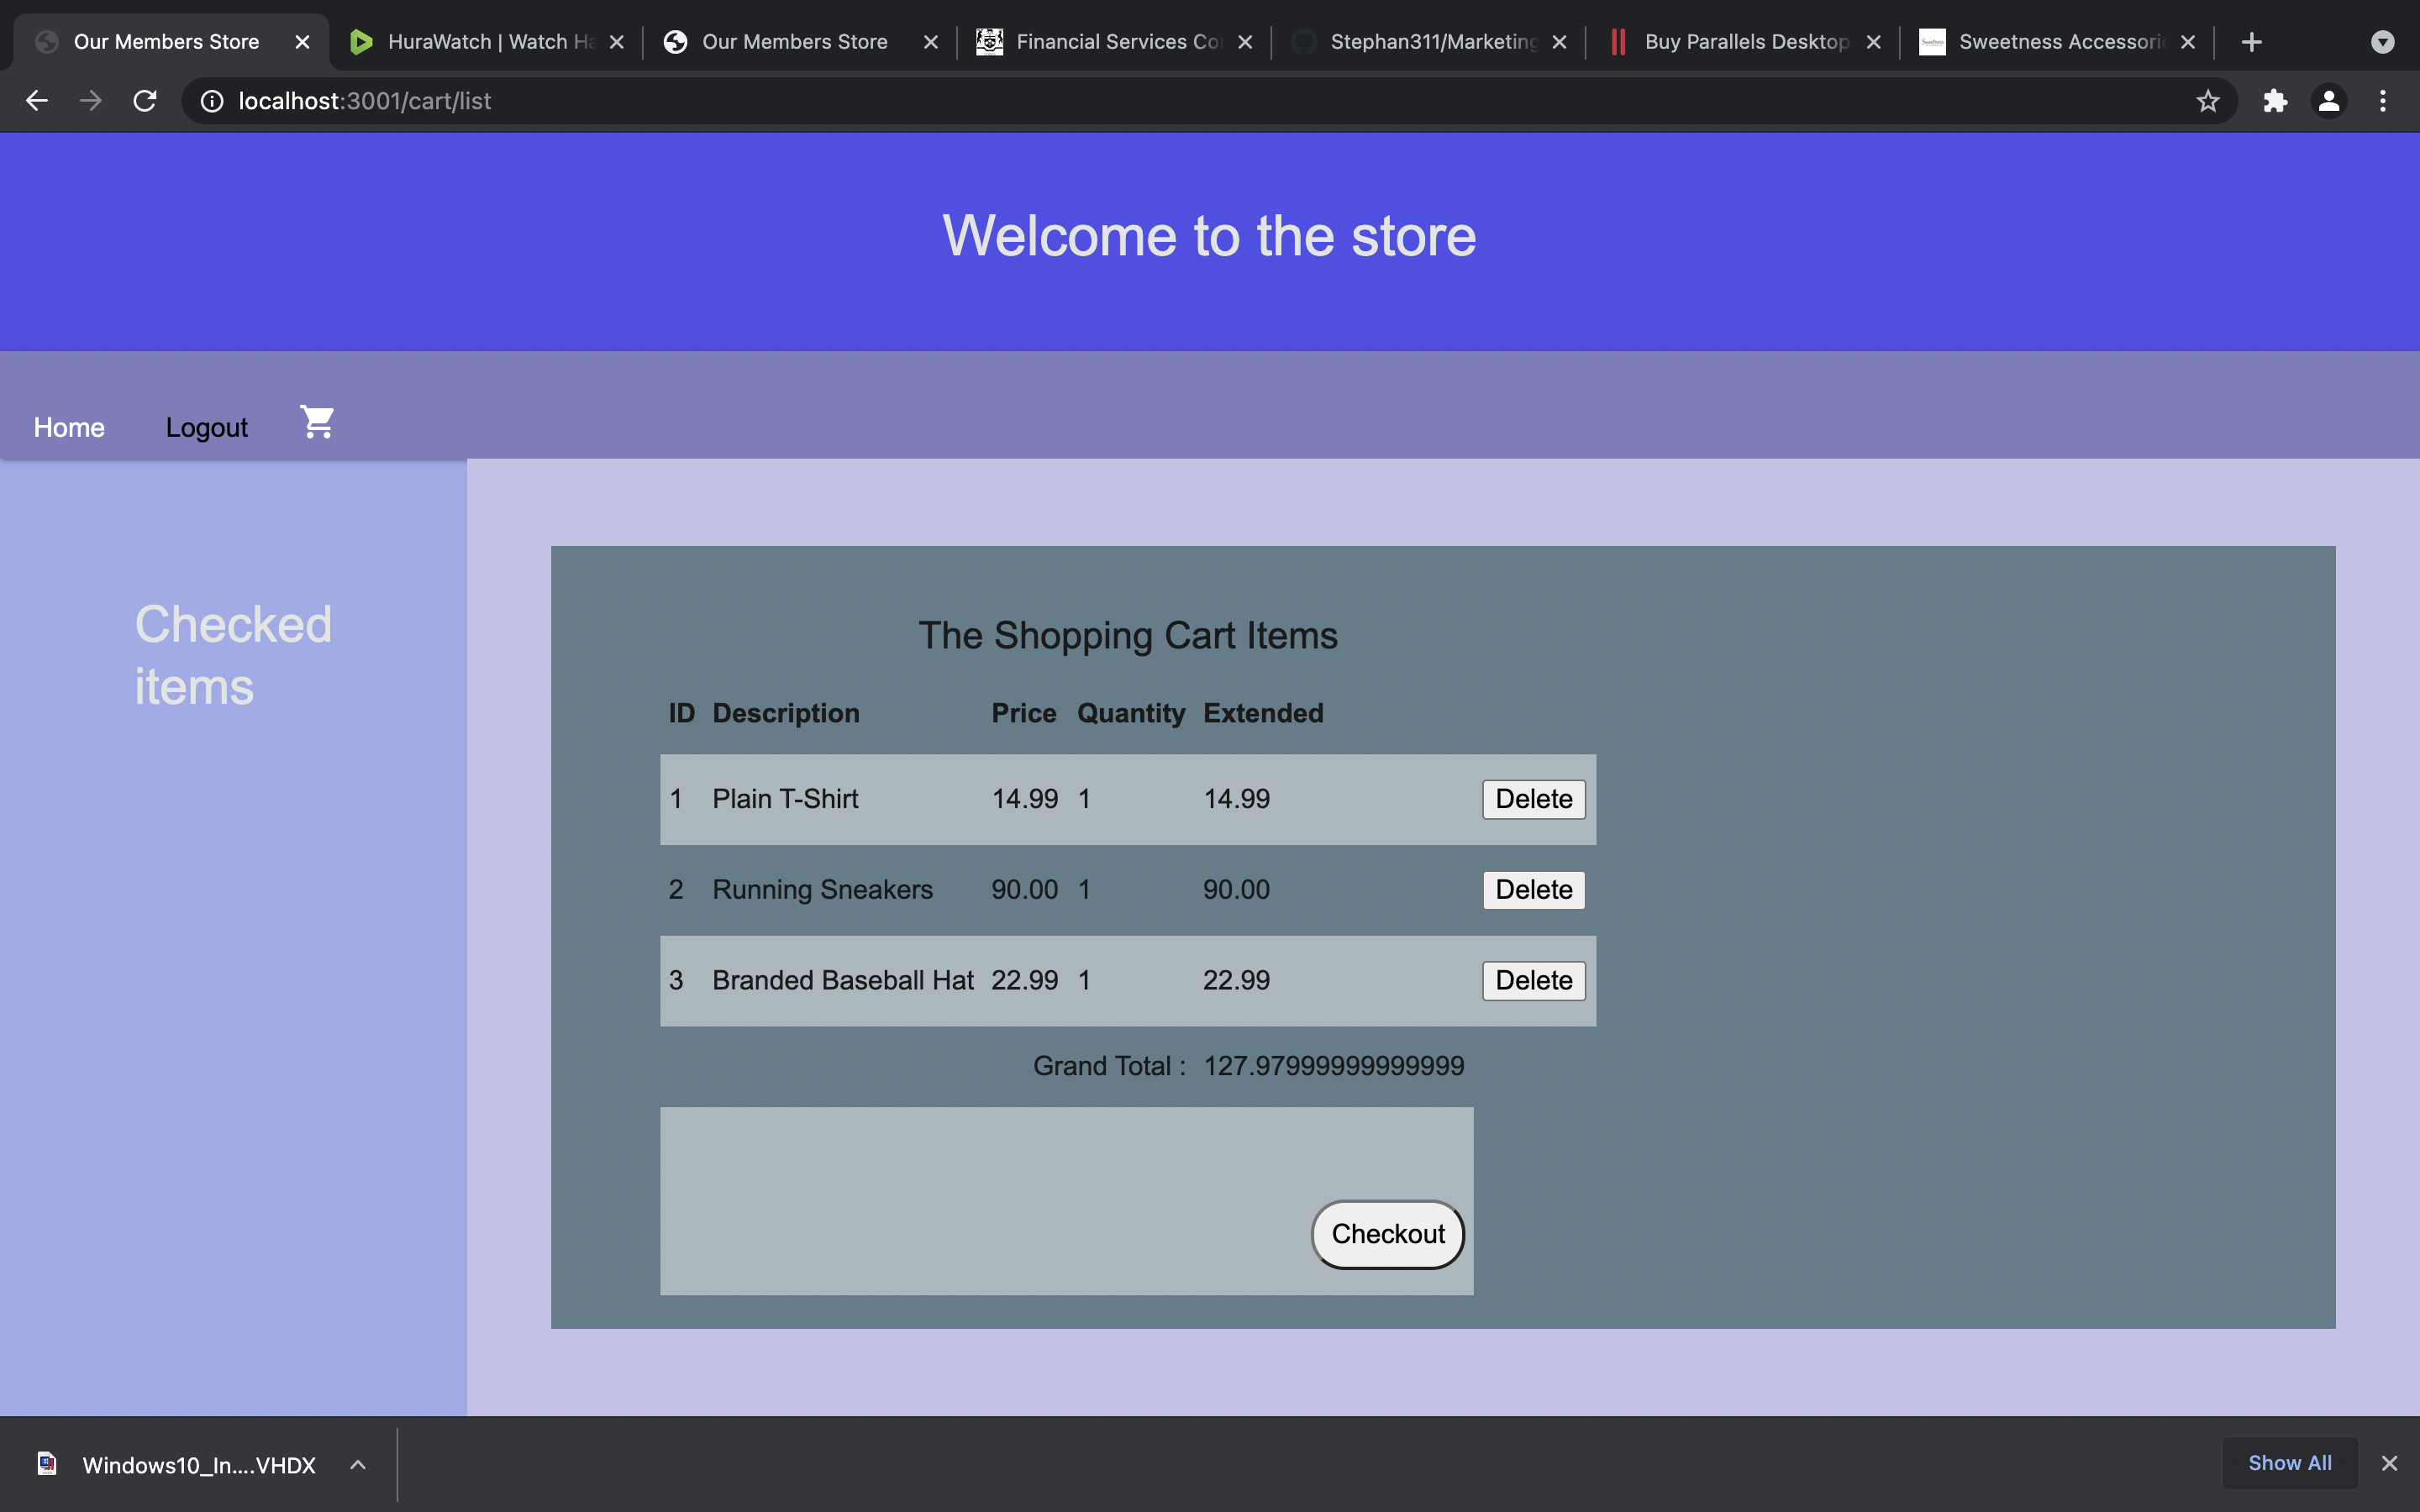 Our Members Store
HuraWatch | Watch Ha
Our Members Store
Financial Services Co
Stephan311/Marketing
Buy Parallels Desktop
Sweetness Accessorie
localhost:3001/cart/list
Welcome to the store
Home Logout
Checked
items
The Shopping Cart Items
ID Description Price Quantity Extended
1 Plain T-Shirt 14.99 1 14.99 Delete
2 Running Sneakers 90.00 1 90.00 Delete
3 Branded Baseball Hat 22.99 1 22.99 Delete
Grand Total : 127.97999999999999
Checkout
Windows10_In....VHDX
Show All